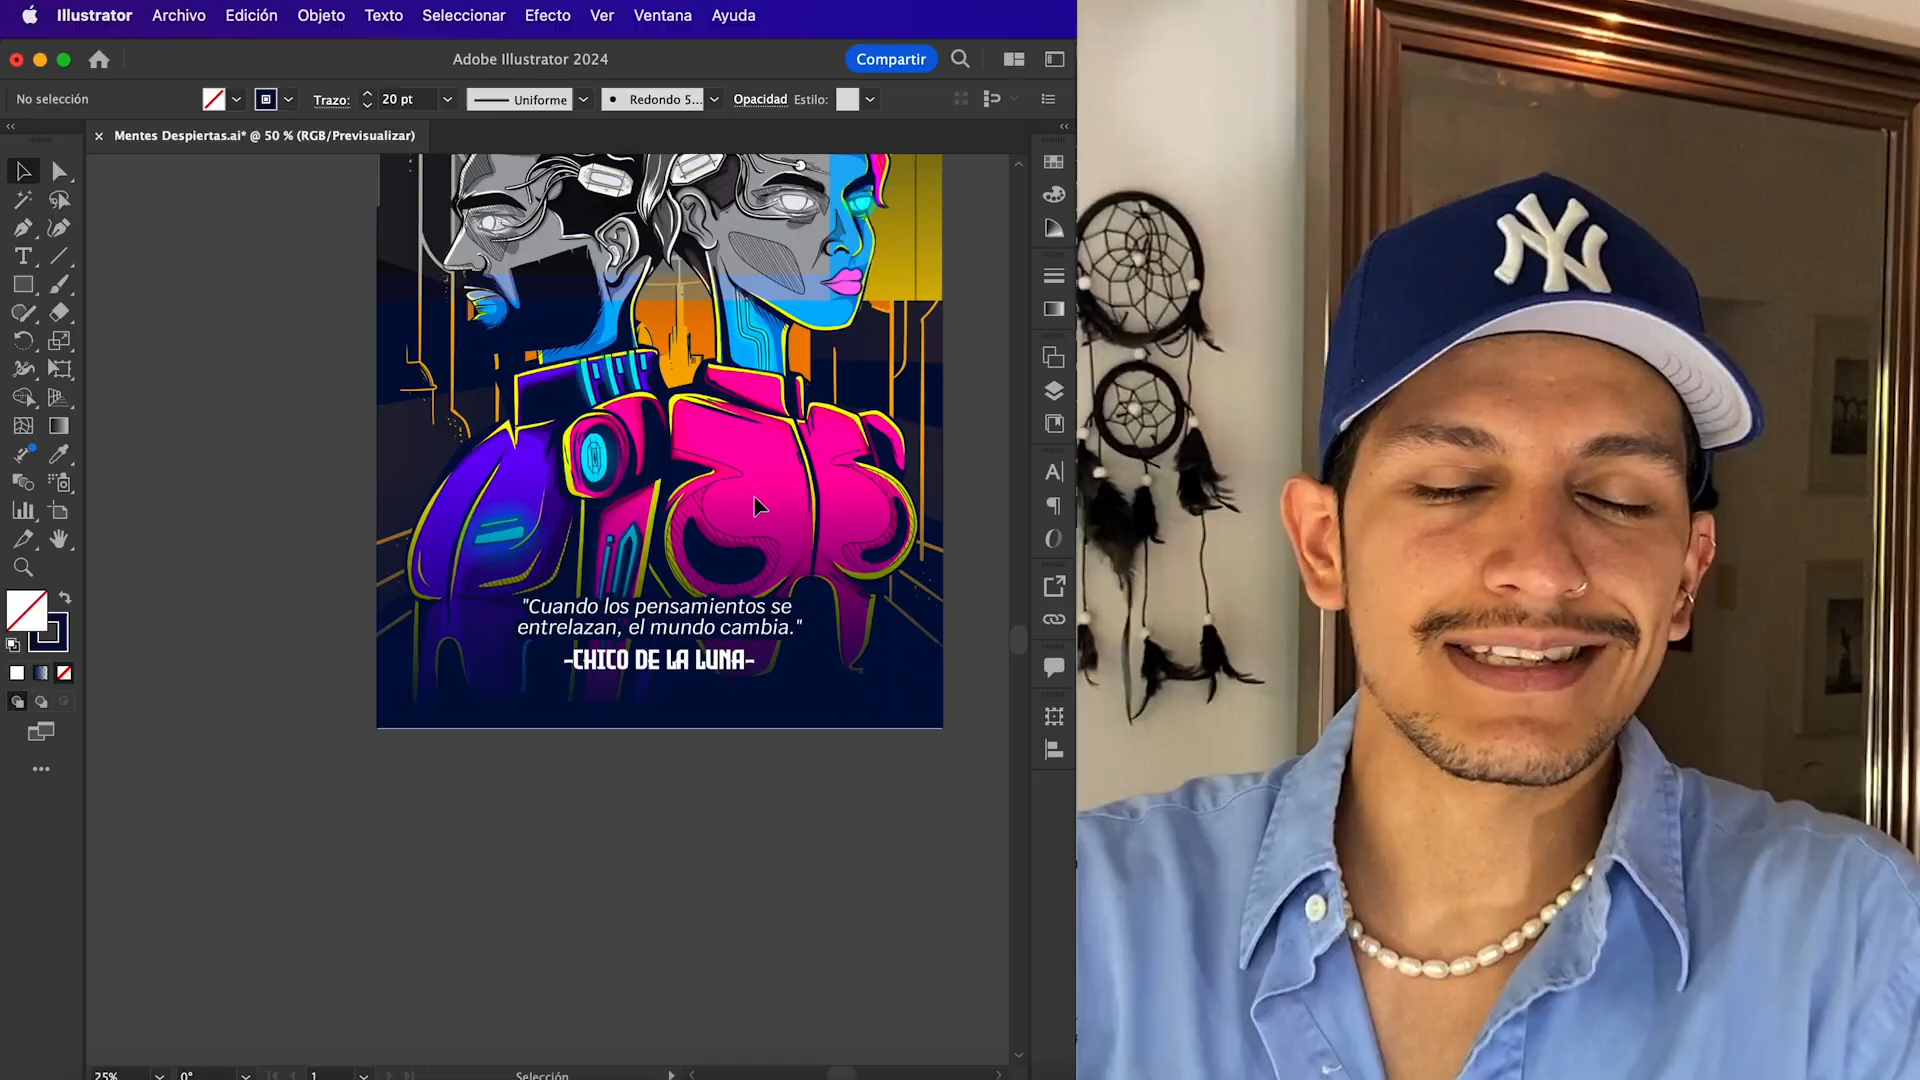 Illustrator Archivo Edición Objeto Texto Seleccionar Efecto Ver Ventana Ayuda
Adobe Illustrator 2024
Compartir
No selección
Trazo: 20 pt
Uniforme
Redondo 5...
Opacidad Estilo:
Mentes Despiertas.ai* @ 50 % (RGB/Previsualizar)
"Cuando los pensamientos se
entrelazan, el mundo cambia."
-CHICO DE LA LUNA-
25% 0° 1 Selección
NY